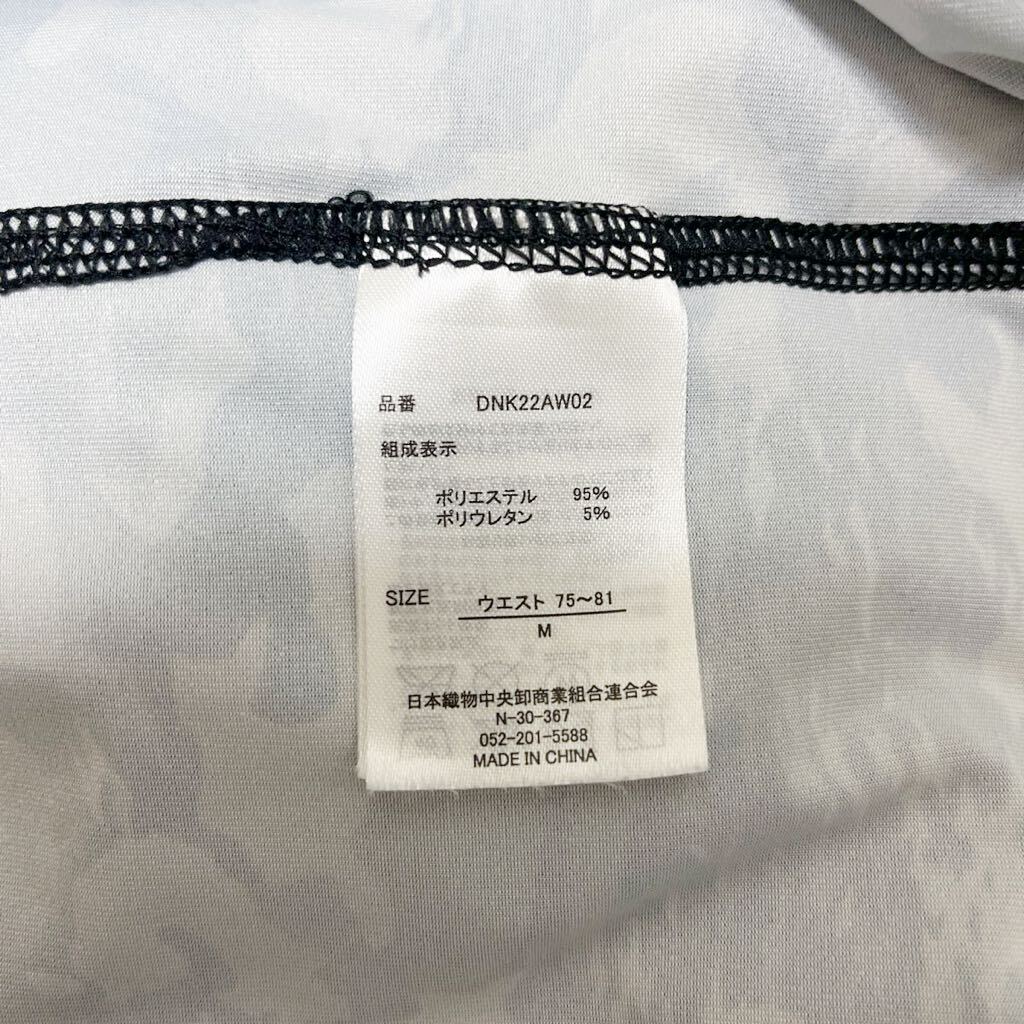 品番 DNK22AW02
組成表示
ポリエステル 95%
ポリウレタン 5%
SIZE ウエスト 75～81
M
日本織物中央卸商業組合連合会
N-30-367
052-201-5588
MADE IN CHINA